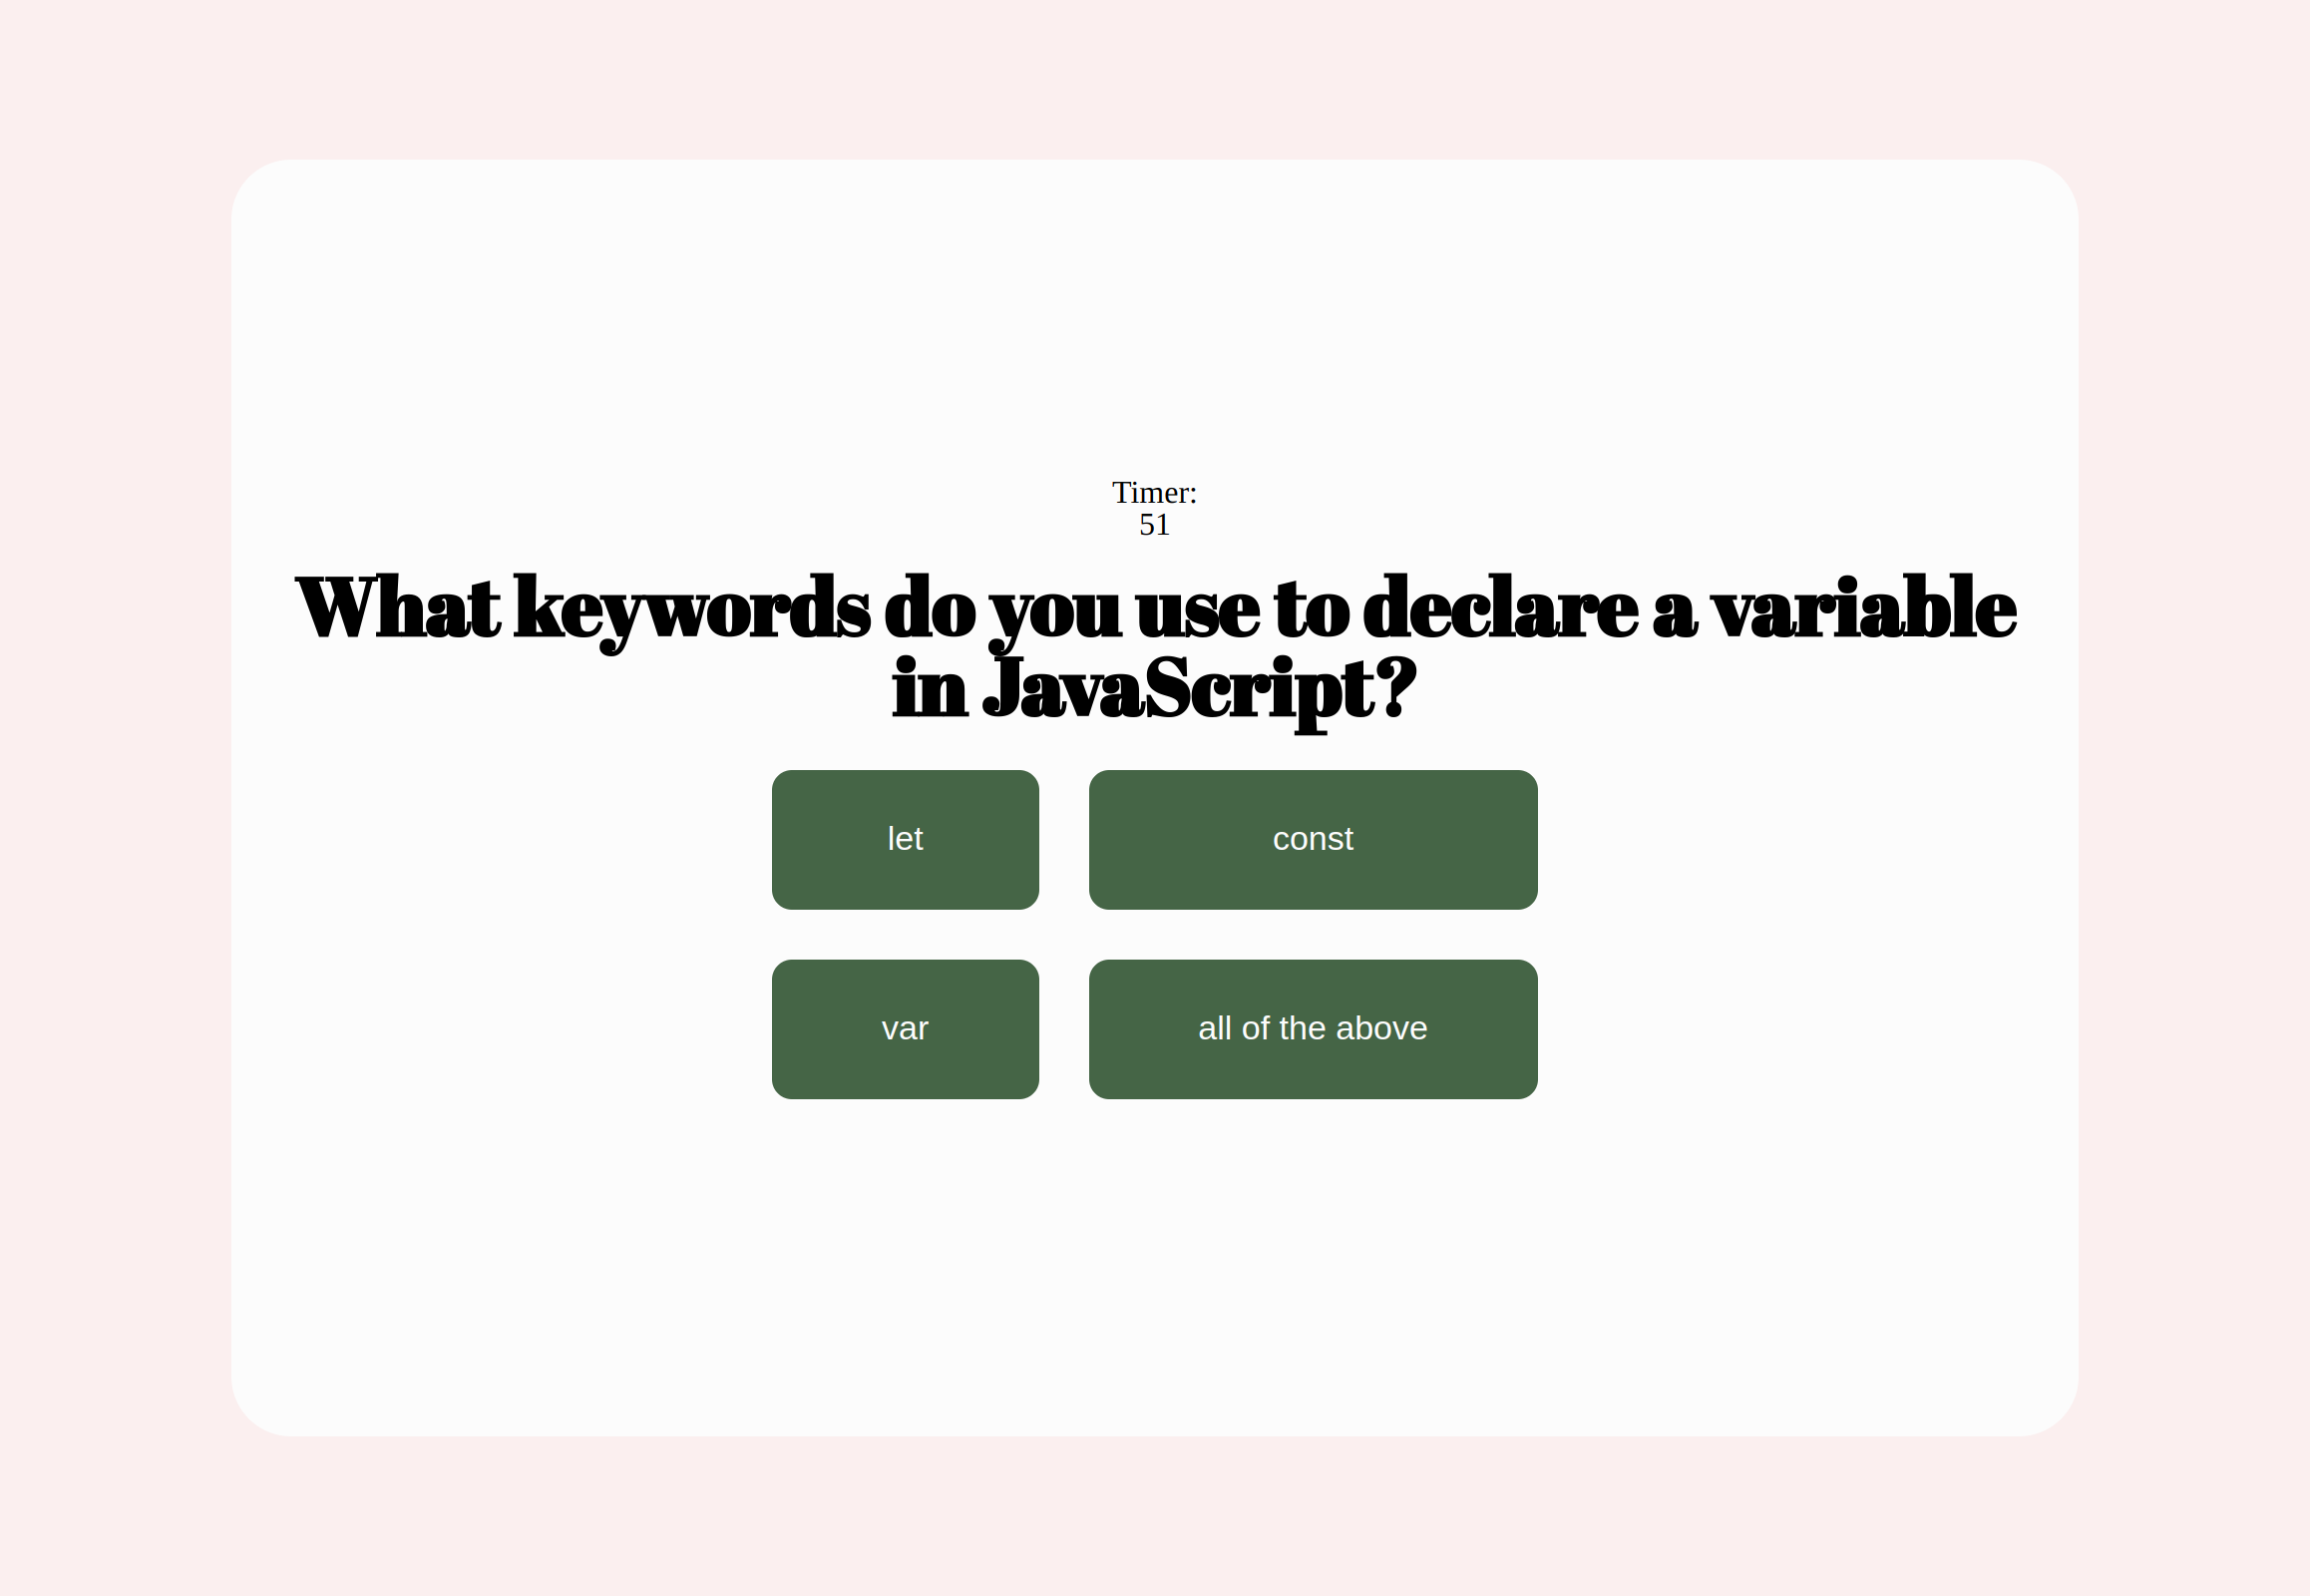 Timer:
51
What keywords do you use to declare a variable
in JavaScript?
let
const
var
all of the above